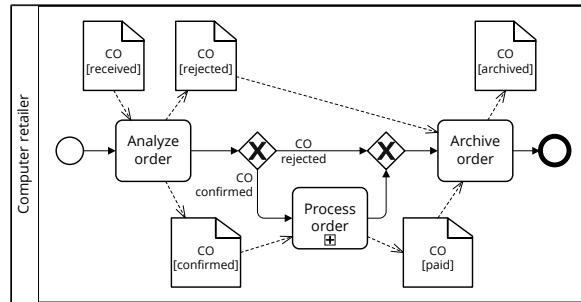 Computer retailer
CO
[received]
CO
[rejected]
CO
[archived]
Analyze
order
CO
rejected
CO
confirmed
Archive
order
Process
order
CO
[confirmed]
CO
[paid]